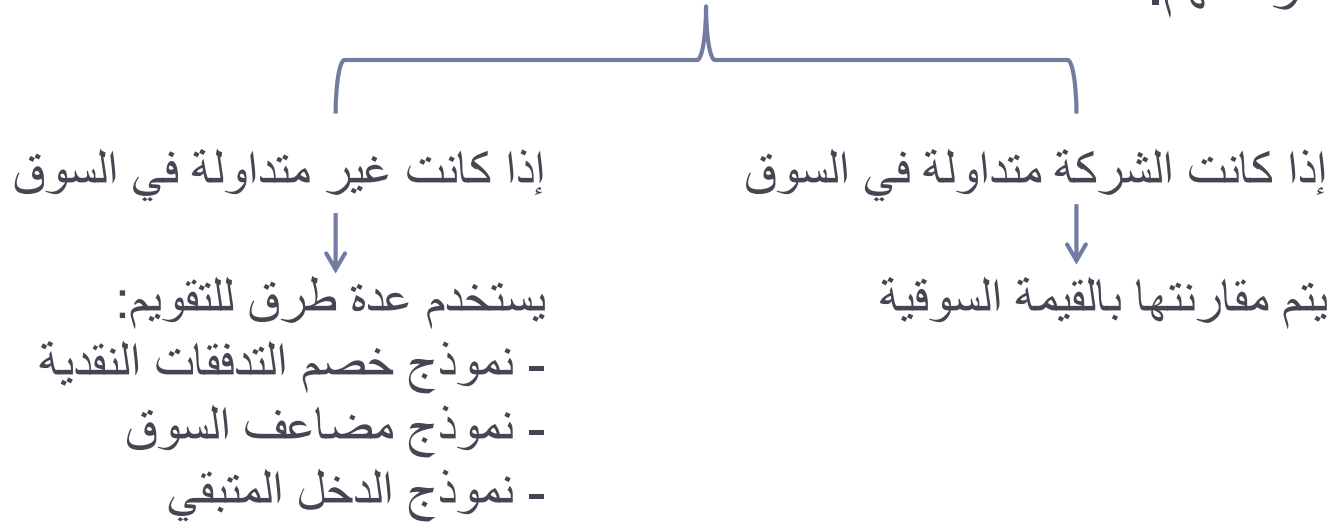 إذا كانت الشركة متداولة في السوق
إذا كانت غير متداولة في السوق
يتم مقارنتها بالقيمة السوقية
يستخدم عدة طرق للتقويم:
- نموذج خصم التدفقات النقدية
- نموذج مضاعف السوق
- نموذج الدخل المتبقي